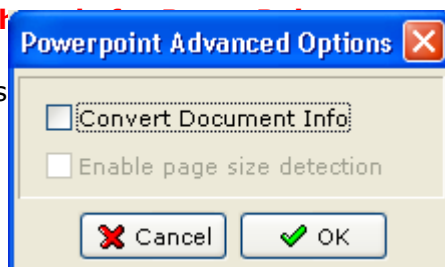 Powerpoint Advanced Options
Convert Document Info
Enable page size detection
Cancel OK